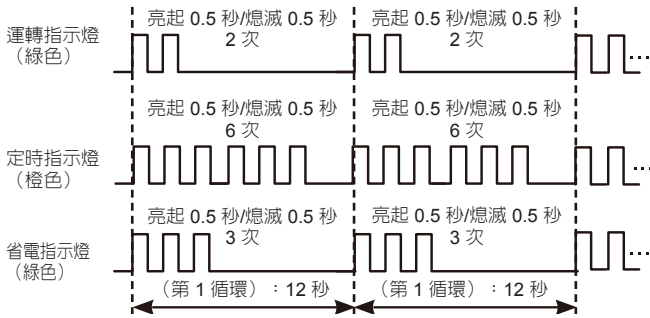 運轉指示燈
（綠色）
亮起 0.5 秒/熄滅 0.5 秒
2 次
亮起 0.5 秒/熄滅 0.5 秒
2 次
定時指示燈
（橙色）
亮起 0.5 秒/熄滅 0.5 秒
6 次
亮起 0.5 秒/熄滅 0.5 秒
6 次
省電指示燈
（綠色）
亮起 0.5 秒/熄滅 0.5 秒
3 次
亮起 0.5 秒/熄滅 0.5 秒
3 次
（第 1 循環）：12 秒
（第 1 循環）：12 秒